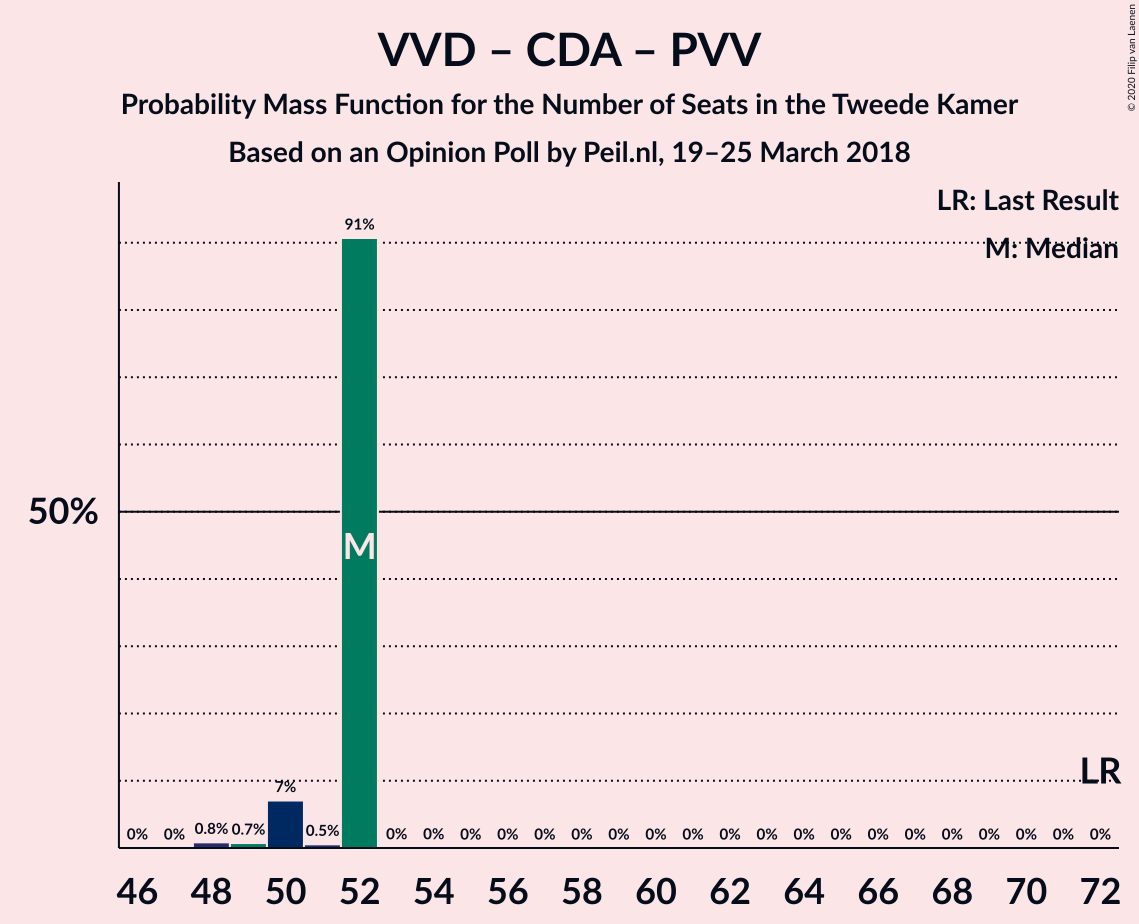 VVD – CDA – PVV
Probability Mass Function for the Number of Seats in the Tweede Kamer
Based on an Opinion Poll by Peil.nl, 19–25 March 2018
© 2020 Filip van Laenen
LR: Last Result
M: Median
91%
50%
M
LR
7%
0% 0% 0.8% 0.7% 0.5% 0% 0% 0% 0% 0% 0% 0% 0% 0% 0% 0% 0% 0% 0% 0% 0% 0% 0% 0% 0%
46 48 50 52 54 56 58 60 62 64 66 68 70 72